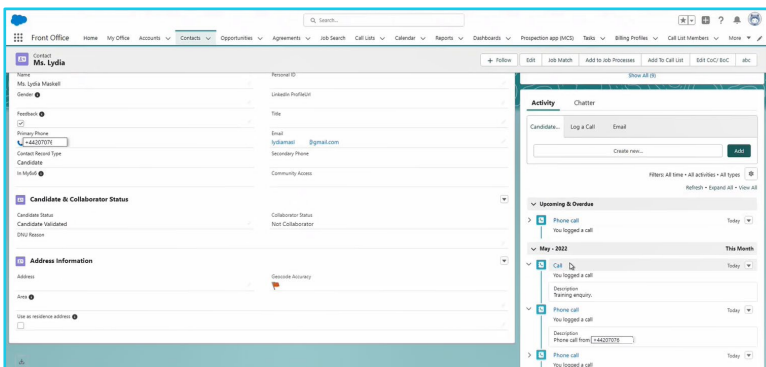 Search...
Front Office Home My Office Accounts Contacts Opportunities Agreements Job Search Call Lists Calendar Reports Dashboards Prospection app (MCS) Tasks Billing Profiles Call List Members More
Contact
Ms. Lydia
+ Follow Edit Job Match Add to Job Processes Add To Call List Edit CoC/ BoC abc
Name
Ms. Lydia Maskell
Personal ID
Gender
LinkedIn ProfileUrl
Feedback
Title
Primary Phone
+44207076
Email
lydiamasl @gmail.com
Contact Record Type
Candidate
Secondary Phone
In My8x8
Community Access
Candidate & Collaborator Status
Candidate Status
Candidate Validated
Collaborator Status
Not Collaborator
DNU Reason
Address Information
Address
Geocode Accuracy
Area
Use as residence address
Show All (9)
Activity Chatter
Candidate... Log a Call Email
Create new... Add
Filters: All time • All activities • All types
Refresh • Expand All • View All
Upcoming & Overdue
Phone call Today
You logged a call
May - 2022 This Month
Call Today
You logged a call
Description
Training enquiry.
Phone call Today
You logged a call
Description
Phone call from +44207076
Phone call Today
You logged a call